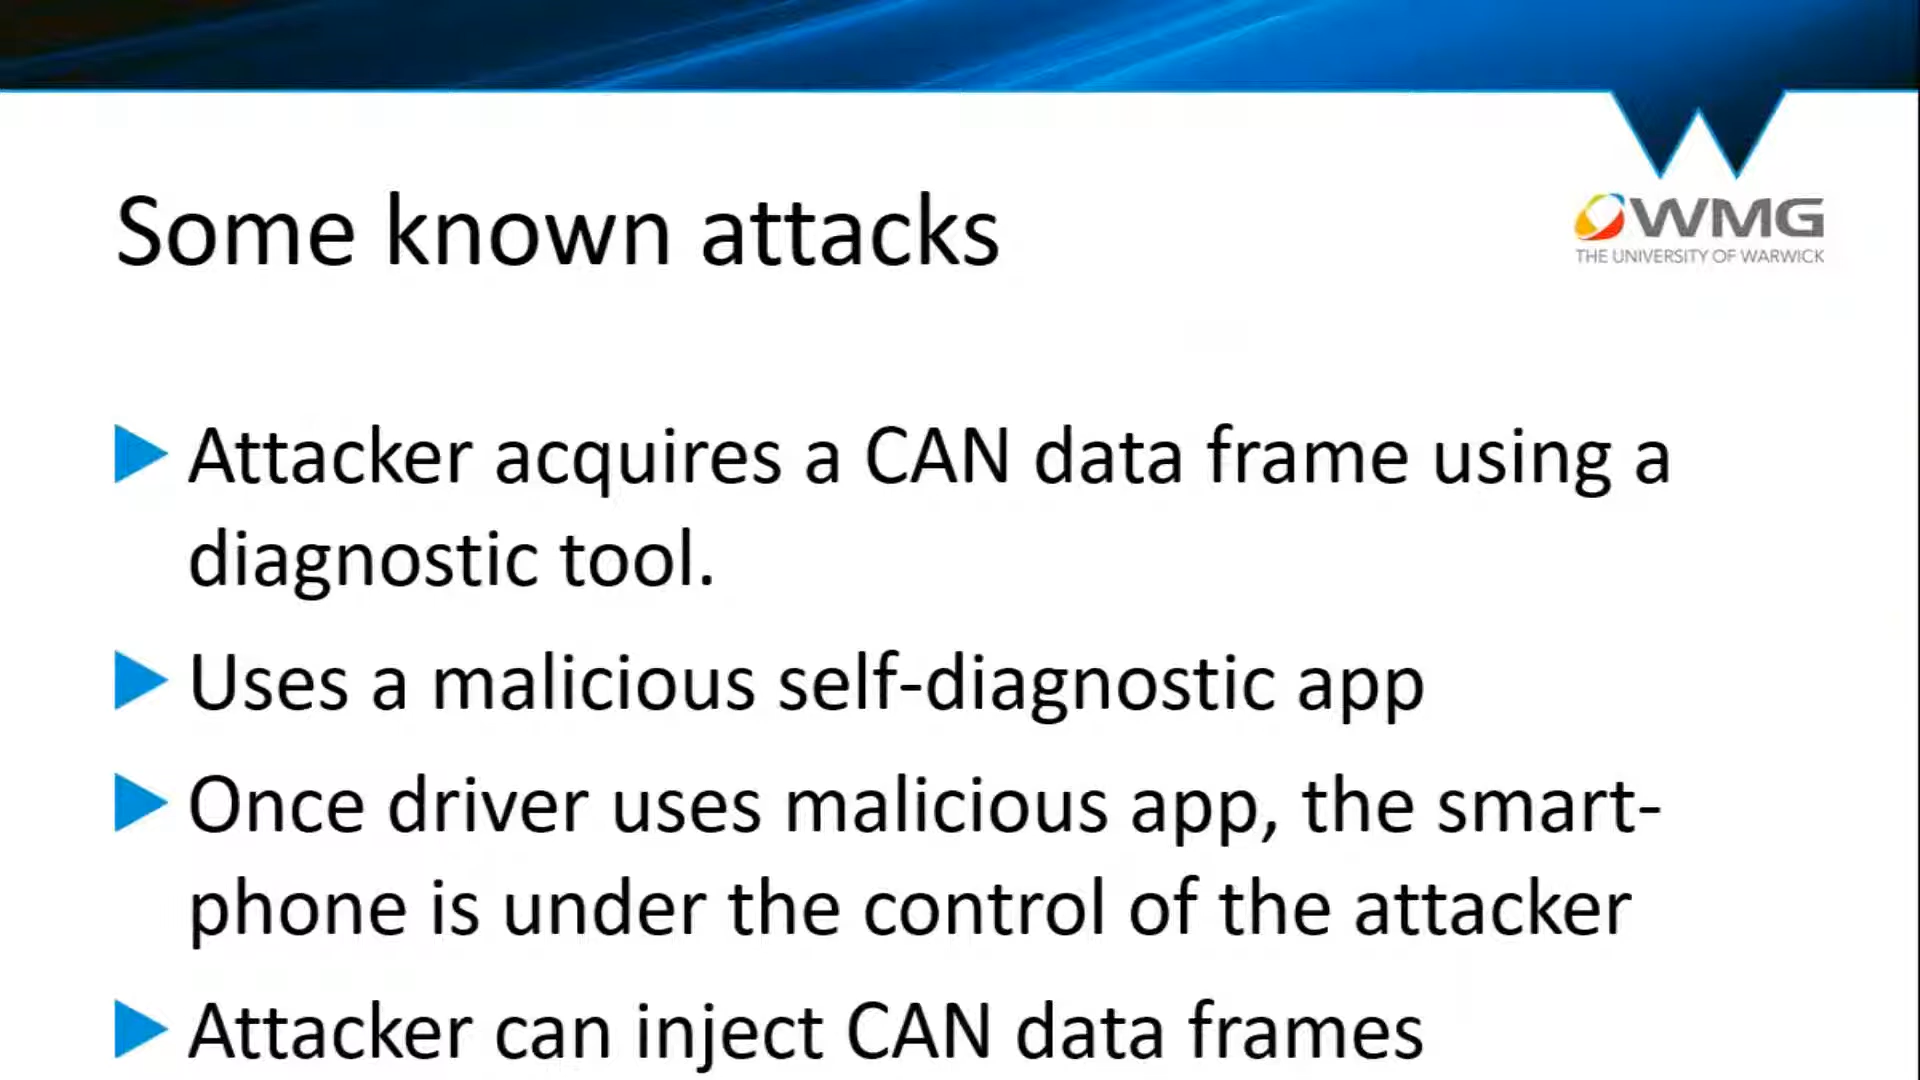 Some known attacks
WMG
THE UNIVERSITY OF WARWICK
Attacker acquires a CAN data frame using a
diagnostic tool.
Uses a malicious self-diagnostic app
Once driver uses malicious app, the smart-
phone is under the control of the attacker
Attacker can inject CAN data frames